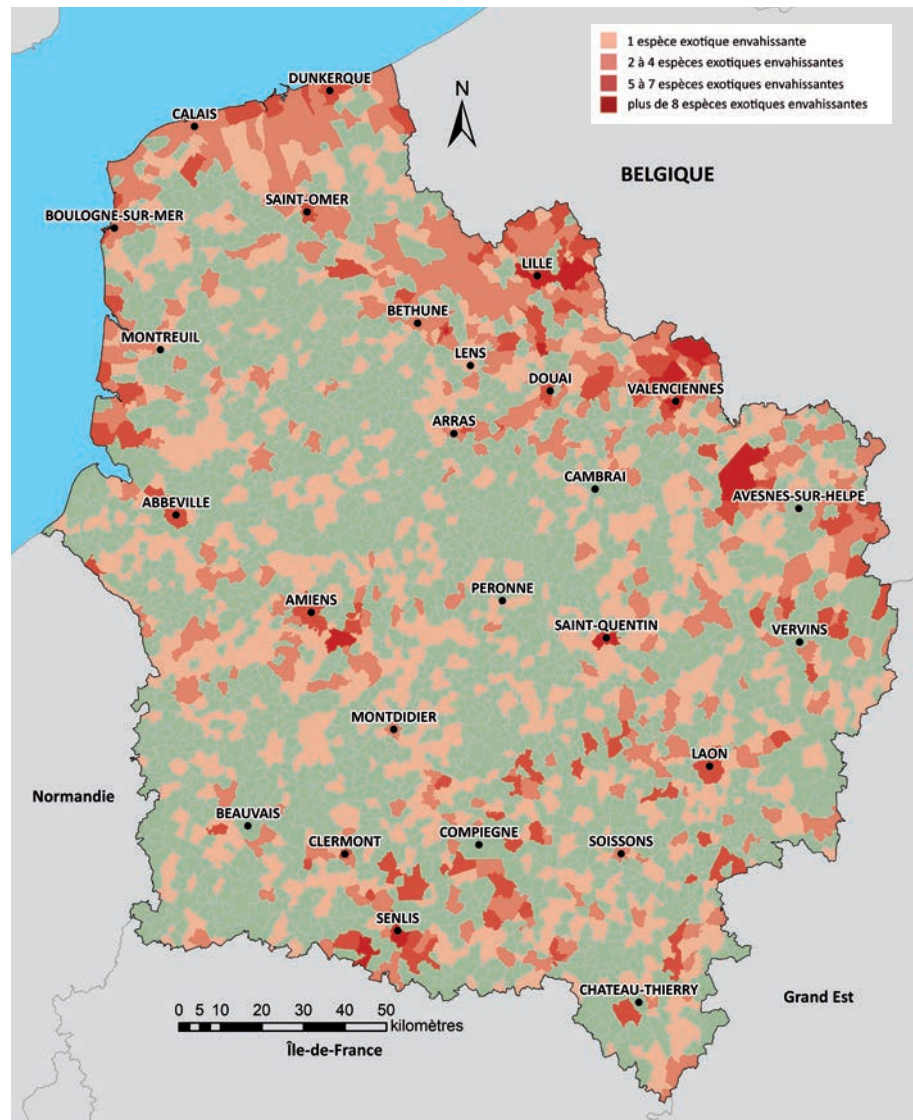 1 espèce exotique envahissante
2 à 4 espèces exotiques envahissantes
5 à 7 espèces exotiques envahissantes
plus de 8 espèces exotiques envahissantes
DUNKERQUE
N
CALAIS
BELGIQUE
SAINT-OMER
BOULOGNE-SUR-MER
LILLE
BETHUNE
MONTREUIL
LENS
DOUAI
VALENCIENNES
ARRAS
CAMBRAI
AVESNES-SUR-HELPE
ABBEVILLE
PERONNE
AMIENS
SAINT-QUENTIN
VERVINS
MONTDIDIER
LAON
Normandie
BEAUVAIS
CLERMONT
COMPIEGNE
SOISSONS
SENLIS
CHATEAU-THIERRY
Grand Est
0 5 10 20 30 40 50
kilomètres
Île-de-France